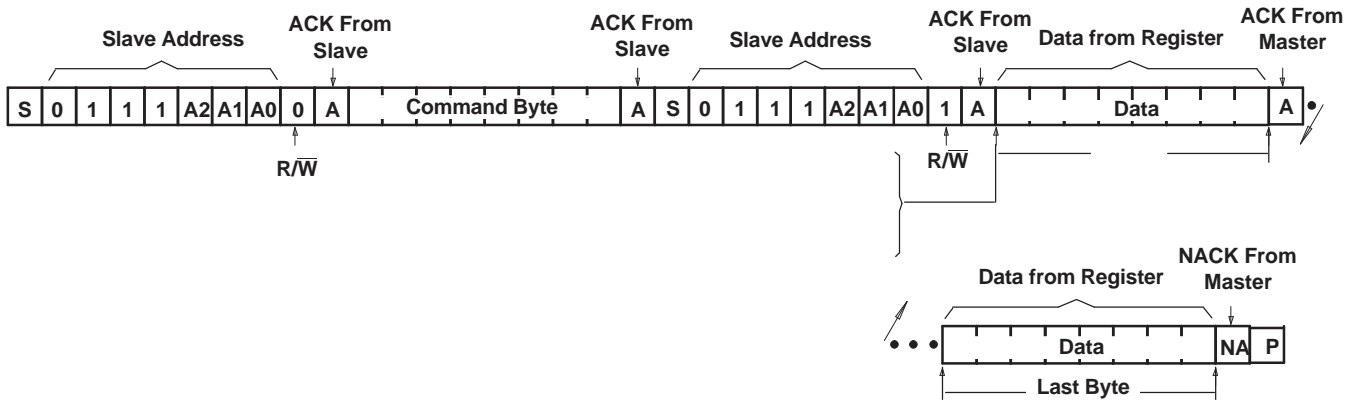 ACK From
Slave
ACK From
Slave
ACK From
Slave
ACK From
Master
Slave Address
Slave Address
Data from Register
S 0 1 1 1 A2 A1 A0 0 A Command Byte A S 0 1 1 1 A2 A1 A0 1 A Data A
R/W̅
R/W̅
Data from Register
NACK From
Master
Data NA P
Last Byte